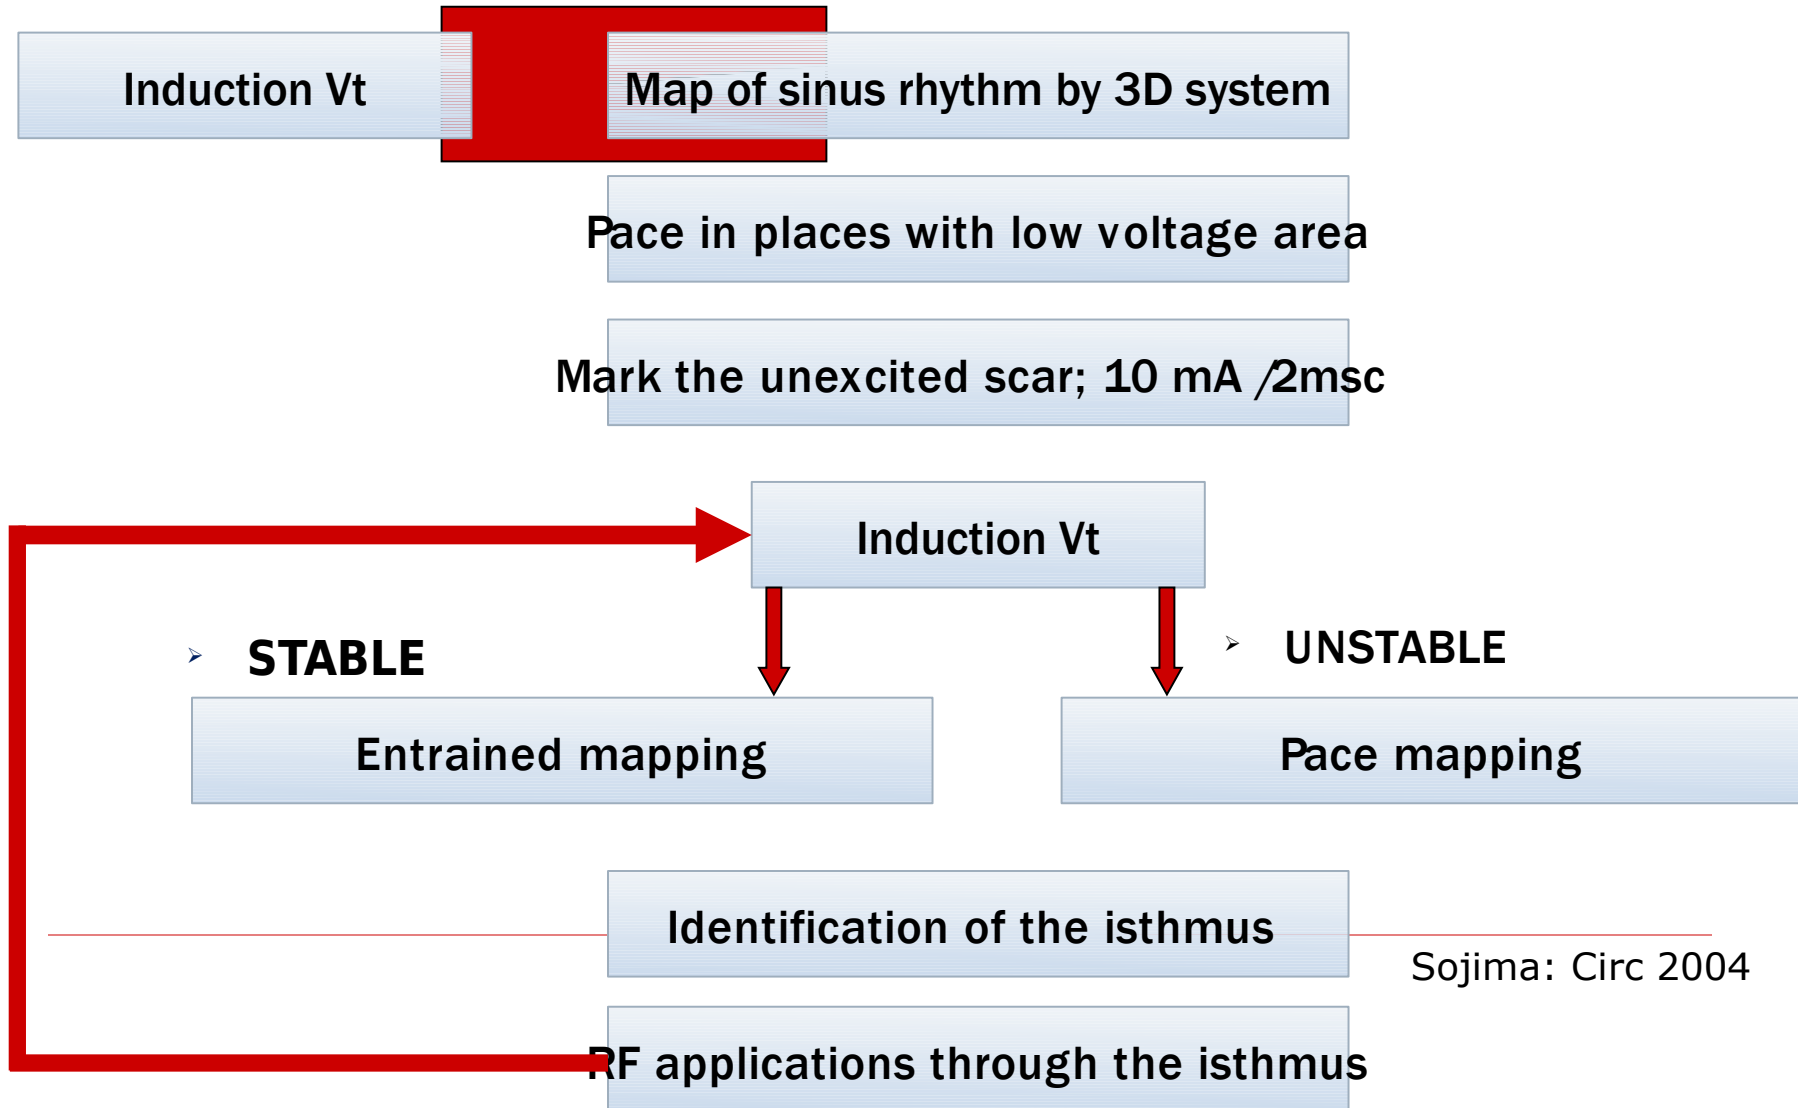 Induction Vt
Map of sinus rhythm by 3D system
Pace in places with low voltage area
Mark the unexcited scar; 10 mA /2msc
Induction Vt
STABLE
UNSTABLE
Entrained mapping
Pace mapping
Identification of the isthmus
Sojima: Circ 2004
RF applications through the isthmus